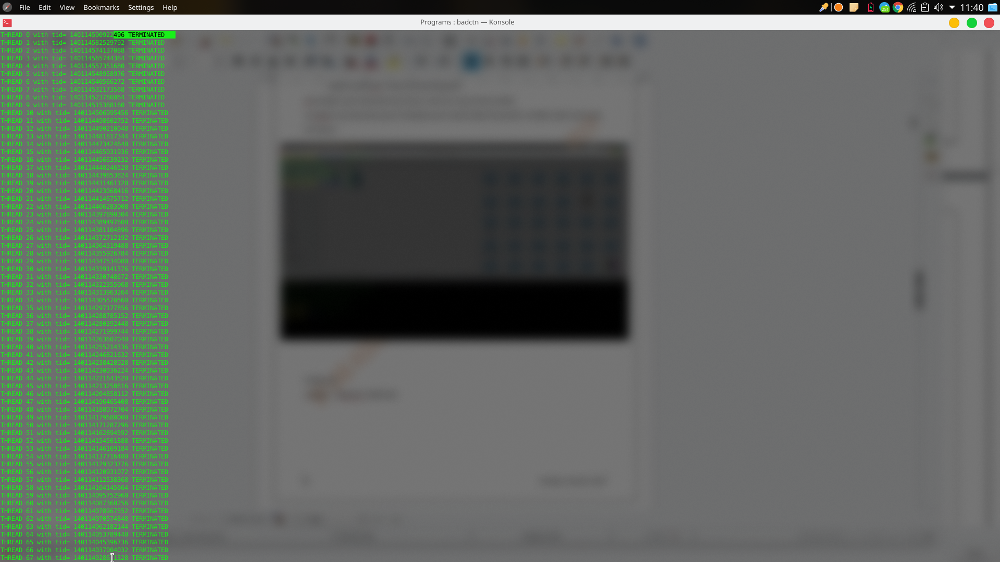 File Edit View Bookmarks Settings Help
251
11:40
Programs : badctn — Konsole
THREAD 0 with tid= 140114590922496 TERMINATED
THREAD 1 with tid= 140114582529792 TERMINATED
THREAD 2 with tid= 140114574137088 TERMINATED
THREAD 3 with tid= 140114565744384 TERMINATED
THREAD 4 with tid= 140114557351680 TERMINATED
THREAD 5 with tid= 140114548958976 TERMINATED
THREAD 6 with tid= 140114540566272 TERMINATED
THREAD 7 with tid= 140114532173568 TERMINATED
THREAD 8 with tid= 140114523780864 TERMINATED
THREAD 9 with tid= 140114515388160 TERMINATED
THREAD 10 with tid= 140114506995456 TERMINATED
THREAD 11 with tid= 140114498602752 TERMINATED
THREAD 12 with tid= 140114490210048 TERMINATED
THREAD 13 with tid= 140114481817344 TERMINATED
THREAD 14 with tid= 140114473424640 TERMINATED
THREAD 15 with tid= 140114465031936 TERMINATED
THREAD 16 with tid= 140114456639232 TERMINATED
THREAD 17 with tid= 140114448246528 TERMINATED
THREAD 18 with tid= 140114439853824 TERMINATED
THREAD 19 with tid= 140114431461120 TERMINATED
THREAD 20 with tid= 140114423068416 TERMINATED
THREAD 21 with tid= 140114414675712 TERMINATED
THREAD 22 with tid= 140114406283008 TERMINATED
THREAD 23 with tid= 140114397890304 TERMINATED
THREAD 24 with tid= 140114389497600 TERMINATED
THREAD 25 with tid= 140114381104896 TERMINATED
THREAD 26 with tid= 140114372712192 TERMINATED
THREAD 27 with tid= 140114364319488 TERMINATED
THREAD 28 with tid= 140114355926784 TERMINATED
THREAD 29 with tid= 140114347534080 TERMINATED
THREAD 30 with tid= 140114339141376 TERMINATED
THREAD 31 with tid= 140114330748672 TERMINATED
THREAD 32 with tid= 140114322355968 TERMINATED
THREAD 33 with tid= 140114313963264 TERMINATED
THREAD 34 with tid= 140114305570560 TERMINATED
THREAD 35 with tid= 140114297177856 TERMINATED
THREAD 36 with tid= 140114288785152 TERMINATED
THREAD 37 with tid= 140114280392448 TERMINATED
THREAD 38 with tid= 140114271999744 TERMINATED
THREAD 39 with tid= 140114263607040 TERMINATED
THREAD 40 with tid= 140114255214336 TERMINATED
THREAD 41 with tid= 140114246821632 TERMINATED
THREAD 42 with tid= 140114238428928 TERMINATED
THREAD 43 with tid= 140114230036224 TERMINATED
THREAD 44 with tid= 140114221643520 TERMINATED
THREAD 45 with tid= 140114213250816 TERMINATED
THREAD 46 with tid= 140114204858112 TERMINATED
THREAD 47 with tid= 140114196465408 TERMINATED
THREAD 48 with tid= 140114188072704 TERMINATED
THREAD 49 with tid= 140114179680000 TERMINATED
THREAD 50 with tid= 140114171287296 TERMINATED
THREAD 51 with tid= 140114162894592 TERMINATED
THREAD 52 with tid= 140114154501888 TERMINATED
THREAD 53 with tid= 140114146109184 TERMINATED
THREAD 54 with tid= 140114137716480 TERMINATED
THREAD 55 with tid= 140114129323776 TERMINATED
THREAD 56 with tid= 140114120931072 TERMINATED
THREAD 57 with tid= 140114112538368 TERMINATED
THREAD 58 with tid= 140114104145664 TERMINATED
THREAD 59 with tid= 140114095752960 TERMINATED
THREAD 60 with tid= 140114087360256 TERMINATED
THREAD 61 with tid= 140114078967552 TERMINATED
THREAD 62 with tid= 140114070574848 TERMINATED
THREAD 63 with tid= 140114062182144 TERMINATED
THREAD 64 with tid= 140114053789440 TERMINATED
THREAD 65 with tid= 140114045396736 TERMINATED
THREAD 66 with tid= 140114037004032 TERMINATED
THREAD 67 with tid= TERMINATED